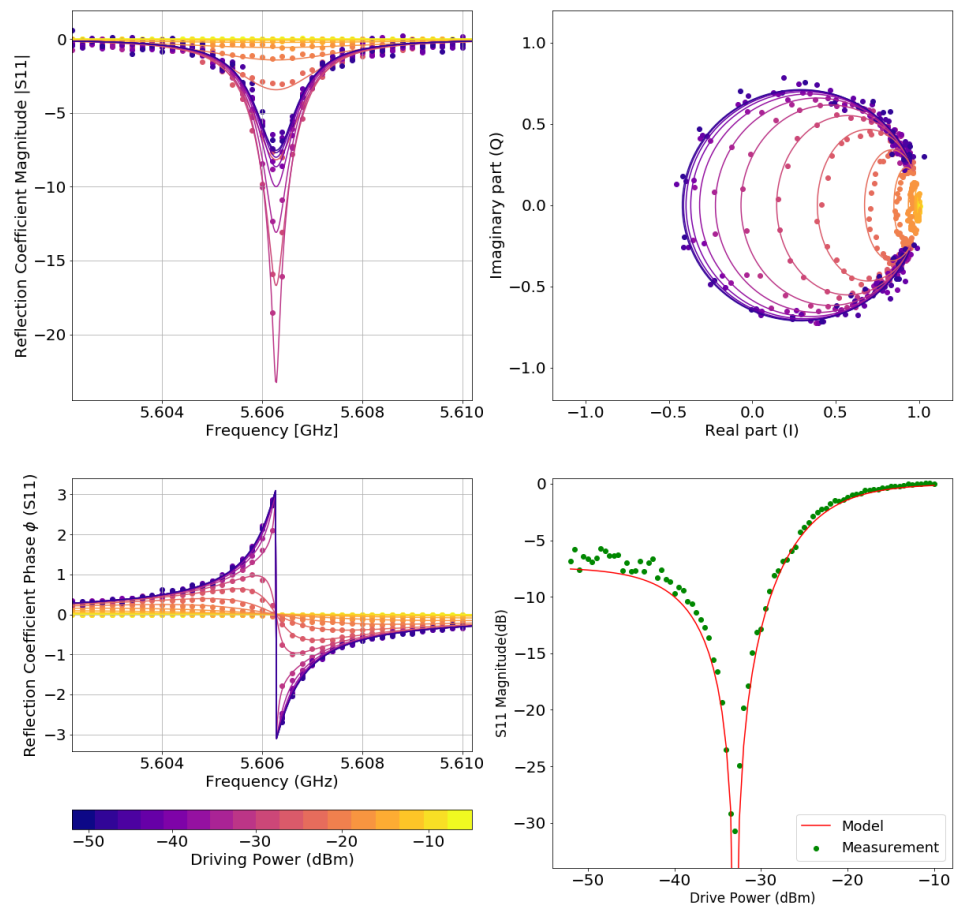 Reflection Coefficient Magnitude |S11|
0
−5
−10
−15
−20
5.604 5.606 5.608 5.610
Frequency [GHz]
Imaginary part (Q)
1.0
0.5
0.0
−0.5
−1.0
−1.0 −0.5 0.0 0.5 1.0
Real part (I)
Reflection Coefficient Phase ϕ (S11)
3
2
1
0
−1
−2
−3
5.604 5.606 5.608 5.610
Frequency (GHz)
−50 −40 −30 −20 −10
Driving Power (dBm)
S11 Magnitude(dB)
0
−5
−10
−15
−20
−25
−30
Model
Measurement
−50 −40 −30 −20 −10
Drive Power (dBm)